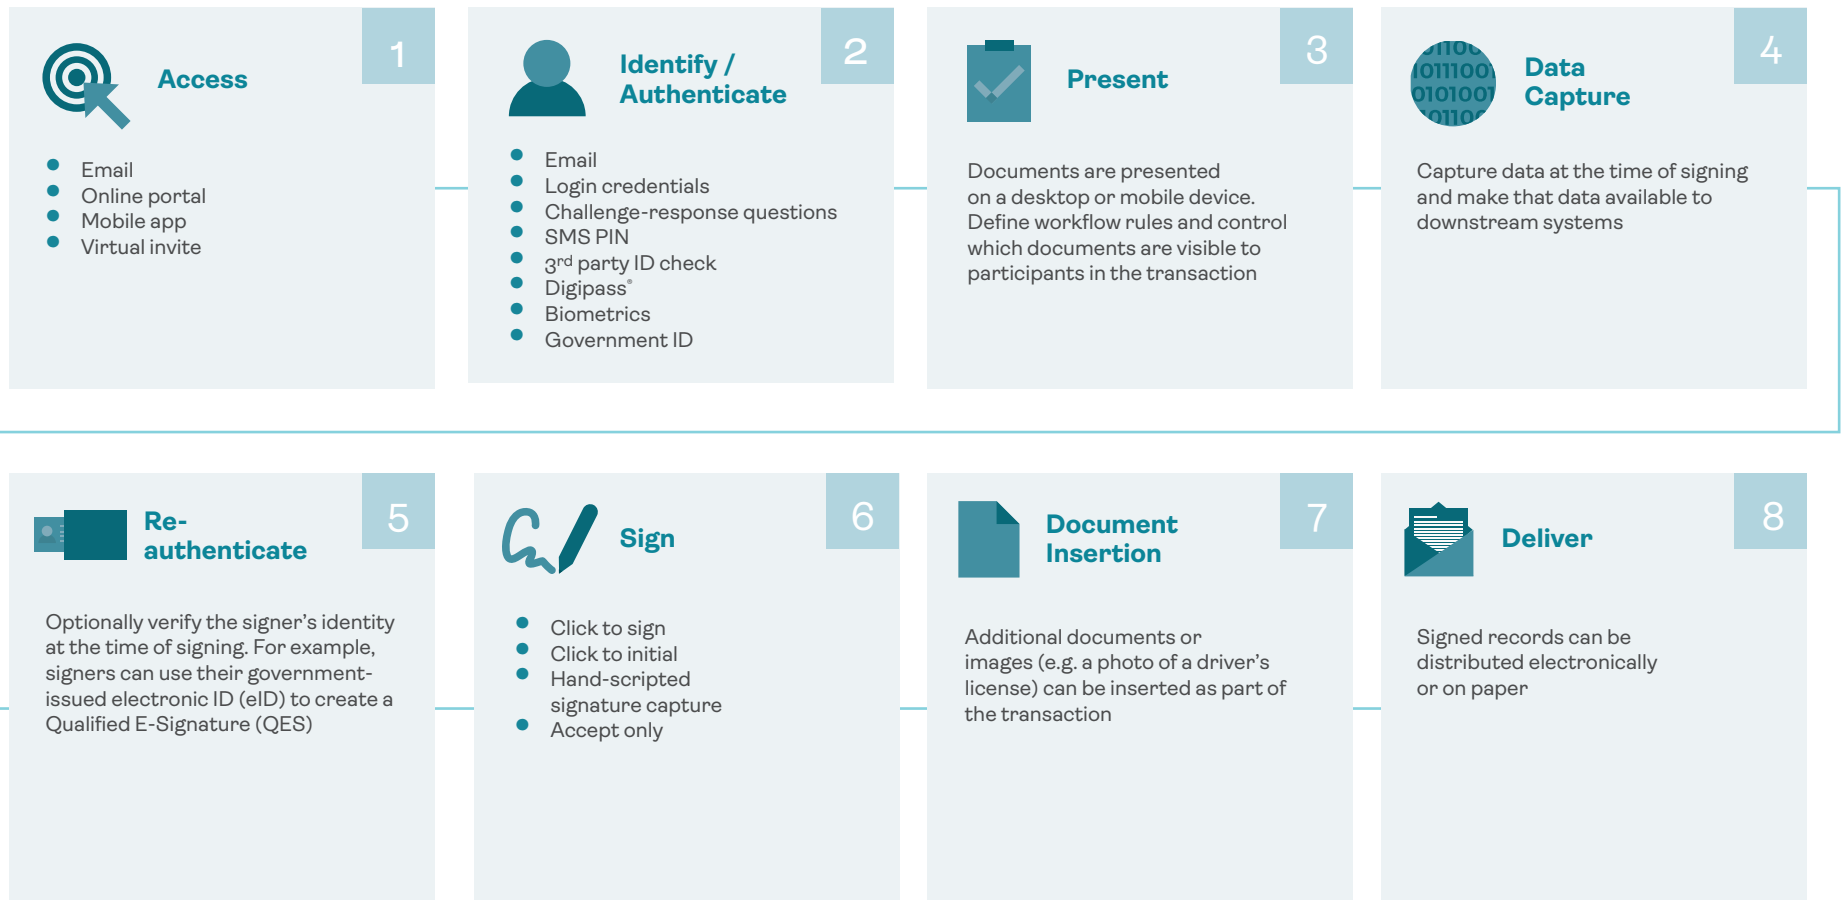 1
Access
Email
Online portal
Mobile app
Virtual invite
2
Identify /
Authenticate
Email
Login credentials
Challenge-response questions
SMS PIN
3rd party ID check
Digipass®
Biometrics
Government ID
3
Present
Documents are presented
on a desktop or mobile device.
Define workflow rules and control
which documents are visible to
participants in the transaction
4
Data
Capture
Capture data at the time of signing
and make that data available to
downstream systems
5
Re-
authenticate
Optionally verify the signer’s identity
at the time of signing. For example,
signers can use their government-
issued electronic ID (eID) to create a
Qualified E-Signature (QES)
6
Sign
Click to sign
Click to initial
Hand-scripted
signature capture
Accept only
7
Document
Insertion
Additional documents or
images (e.g. a photo of a driver’s
license) can be inserted as part of
the transaction
8
Deliver
Signed records can be
distributed electronically
or on paper